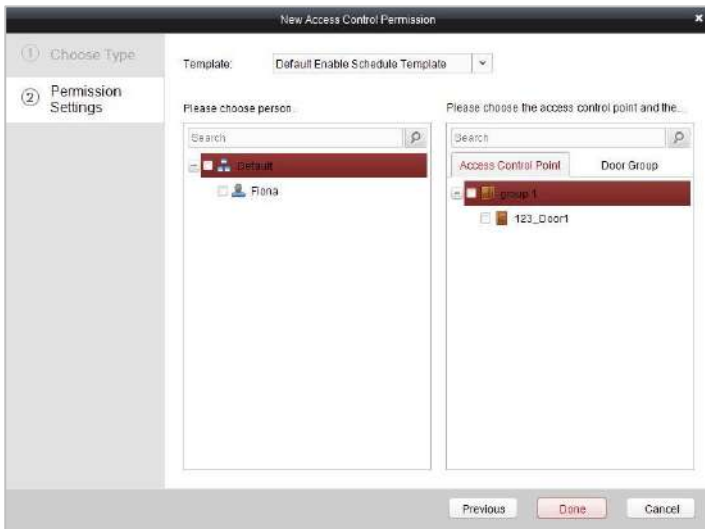 New Access Control Permission
1 Choose Type
2 Permission Settings
Template: Default Enable Schedule Template
Please choose person...
Search
Default
Fiona
Please choose the access control point and the...
Search
Access Control Point Door Group
group 1
123_Door1
Previous Done Cancel